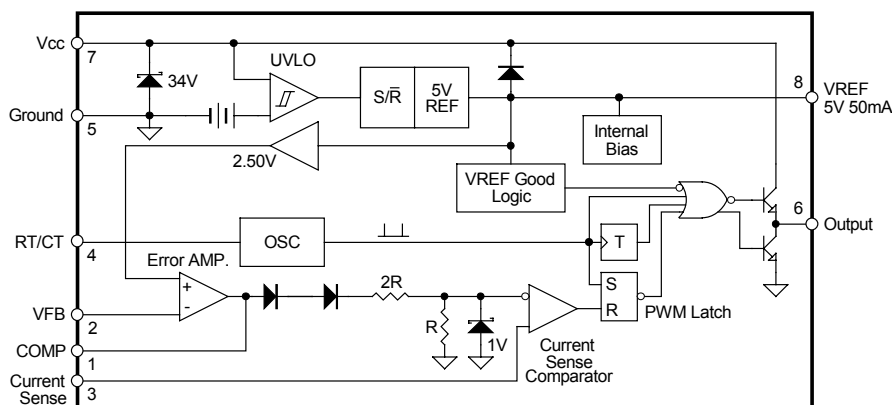 Vcc
7
34V
UVLO
S/R̅
5V
REF
8
VREF
5V 50mA
Ground
5
2.50V
Internal
Bias
VREF Good
Logic
6
Output
RT/CT
4
OSC
T
Error AMP.
+
-
2R
S
R
PWM Latch
VFB
2
R
1V
COMP
1
Current
Sense
Comparator
Current
Sense
3